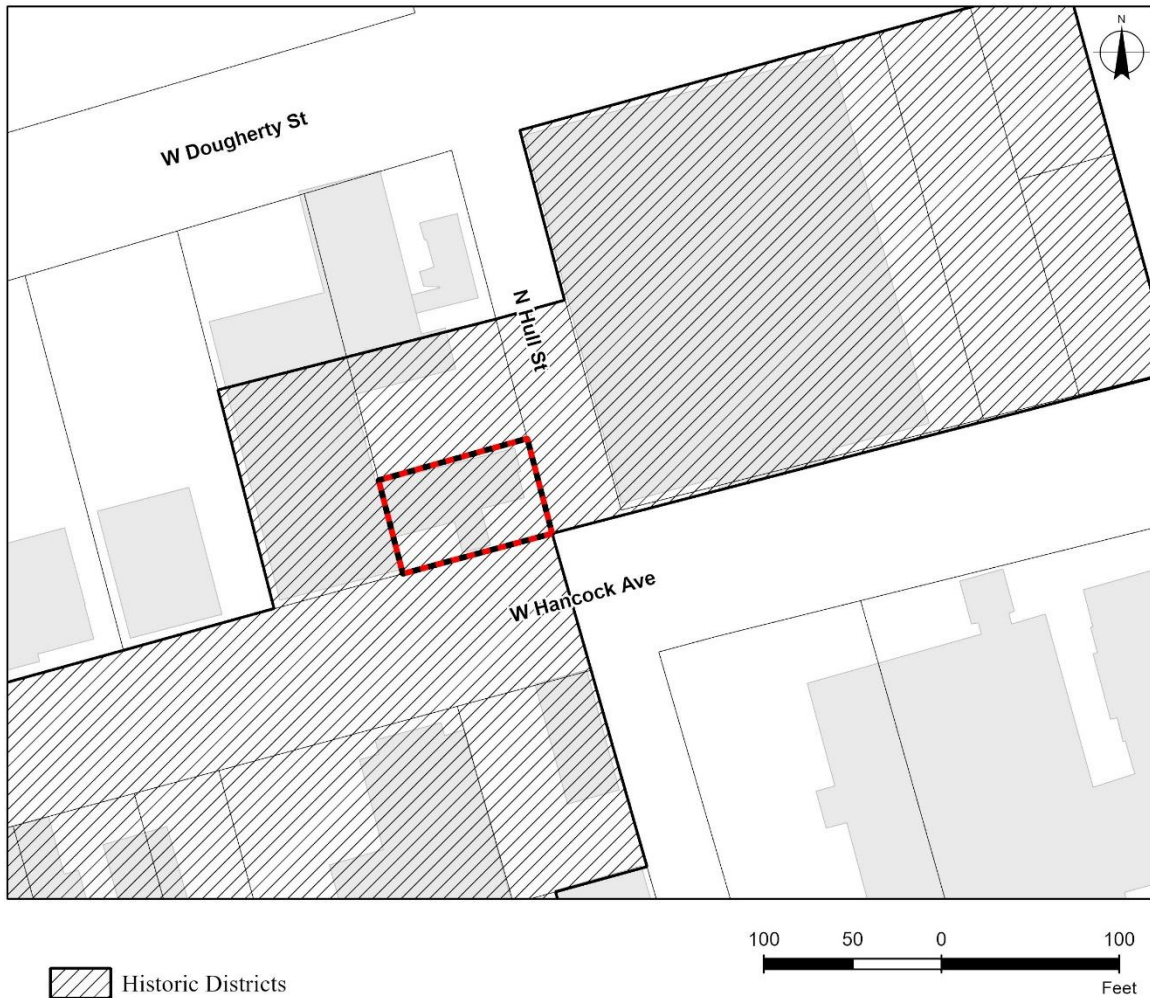 N
W Dougherty St
N Hull St
W Hancock Ave
100 50 0 100
Feet
Historic Districts